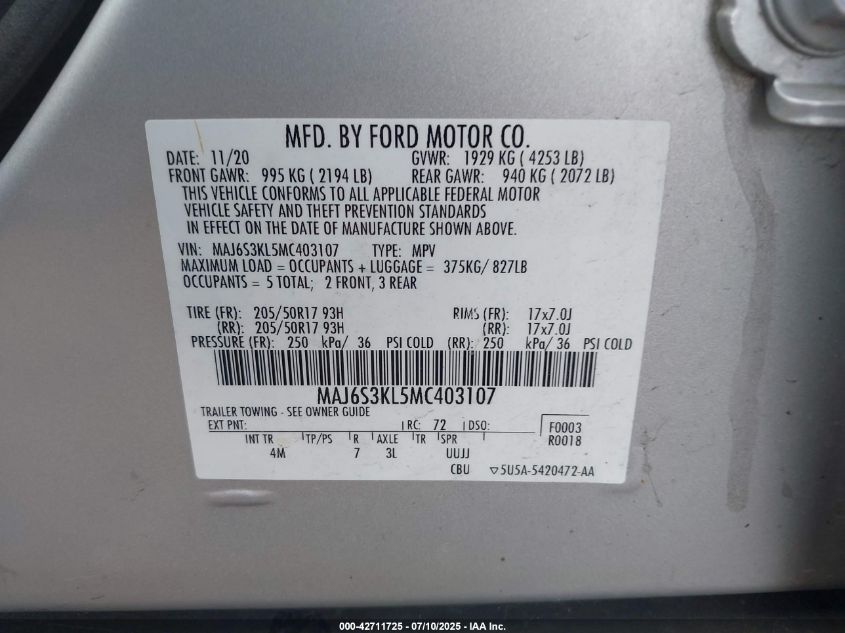 MFD. BY FORD MOTOR CO.
DATE: 11/20 GVWR: 1929 KG ( 4253 LB)
FRONT GAWR: 995 KG ( 2194 LB) REAR GAWR: 940 KG ( 2072 LB)
THIS VEHICLE CONFORMS TO ALL APPLICABLE FEDERAL MOTOR
VEHICLE SAFETY AND THEFT PREVENTION STANDARDS
IN EFFECT ON THE DATE OF MANUFACTURE SHOWN ABOVE.
VIN: MAJ6S3KL5MC403107 TYPE: MPV
MAXIMUM LOAD = OCCUPANTS + LUGGAGE = 375KG/ 827LB
OCCUPANTS = 5 TOTAL; 2 FRONT, 3 REAR
TIRE (FR): 205/50R17 93H RIMS (FR): 17x7.0J
(RR): 205/50R17 93H (RR): 17x7.0J
PRESSURE (FR): 250 kPa/ 36 PSI COLD (RR): 250 kPa/ 36 PSI COLD
MAJ6S3KL5MC403107
TRAILER TOWING - SEE OWNER GUIDE
EXT PNT: RC: 72 DSO: F0003
R0018
INT TR TP/PS R AXLE TR SPR
4M 7 3L UUJJ
CBU ▽5U5A-5420472-AA
000-42711725 - 07/10/2025 - IAA Inc.